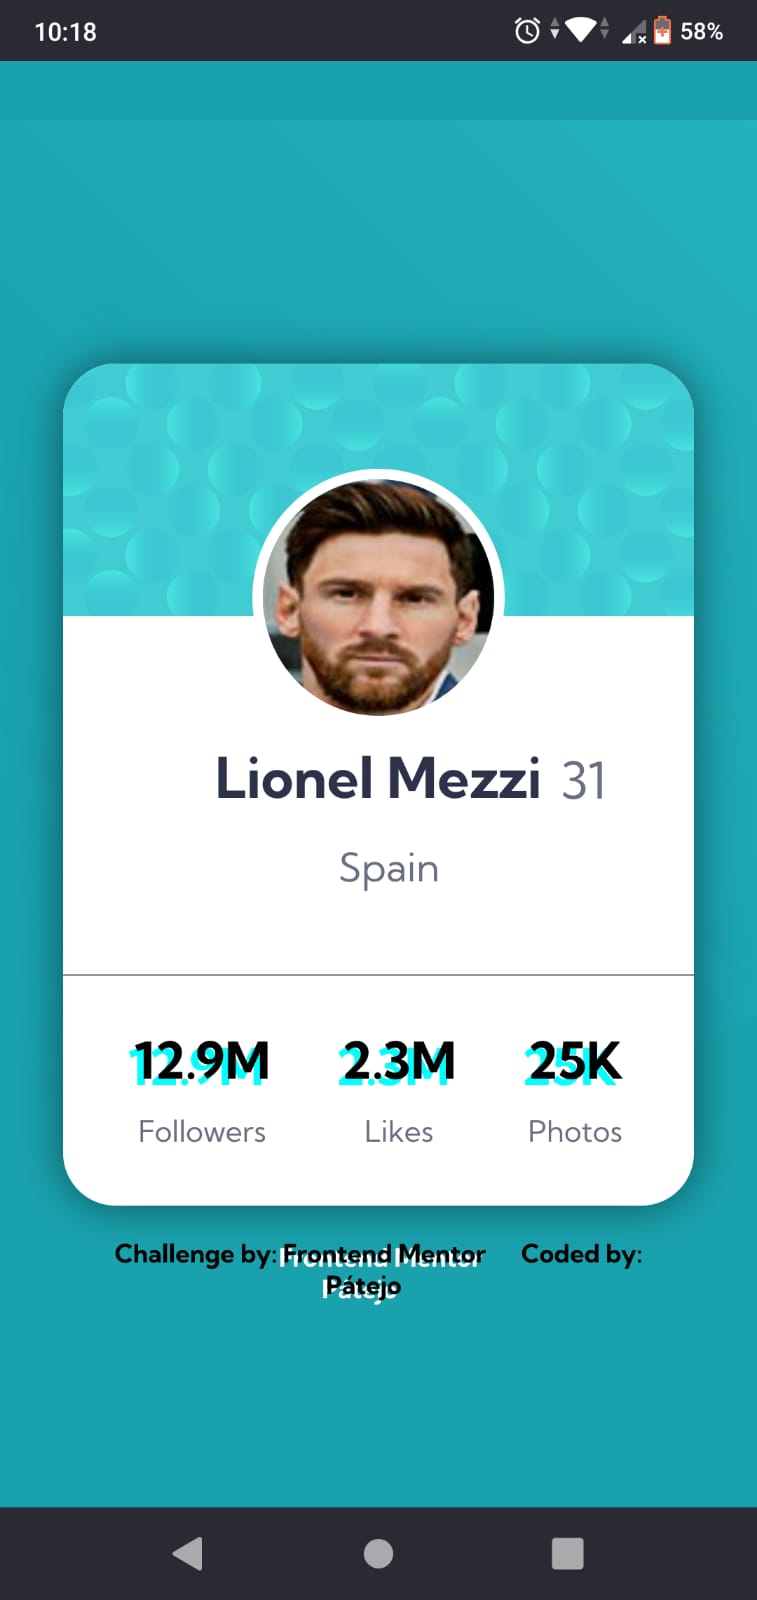 10:18 58%
Lionel Mezzi 31
Spain
12.9M 2.3M 25K
Followers Likes Photos
Challenge by: Frontend Mentor Coded by:
Pátejo